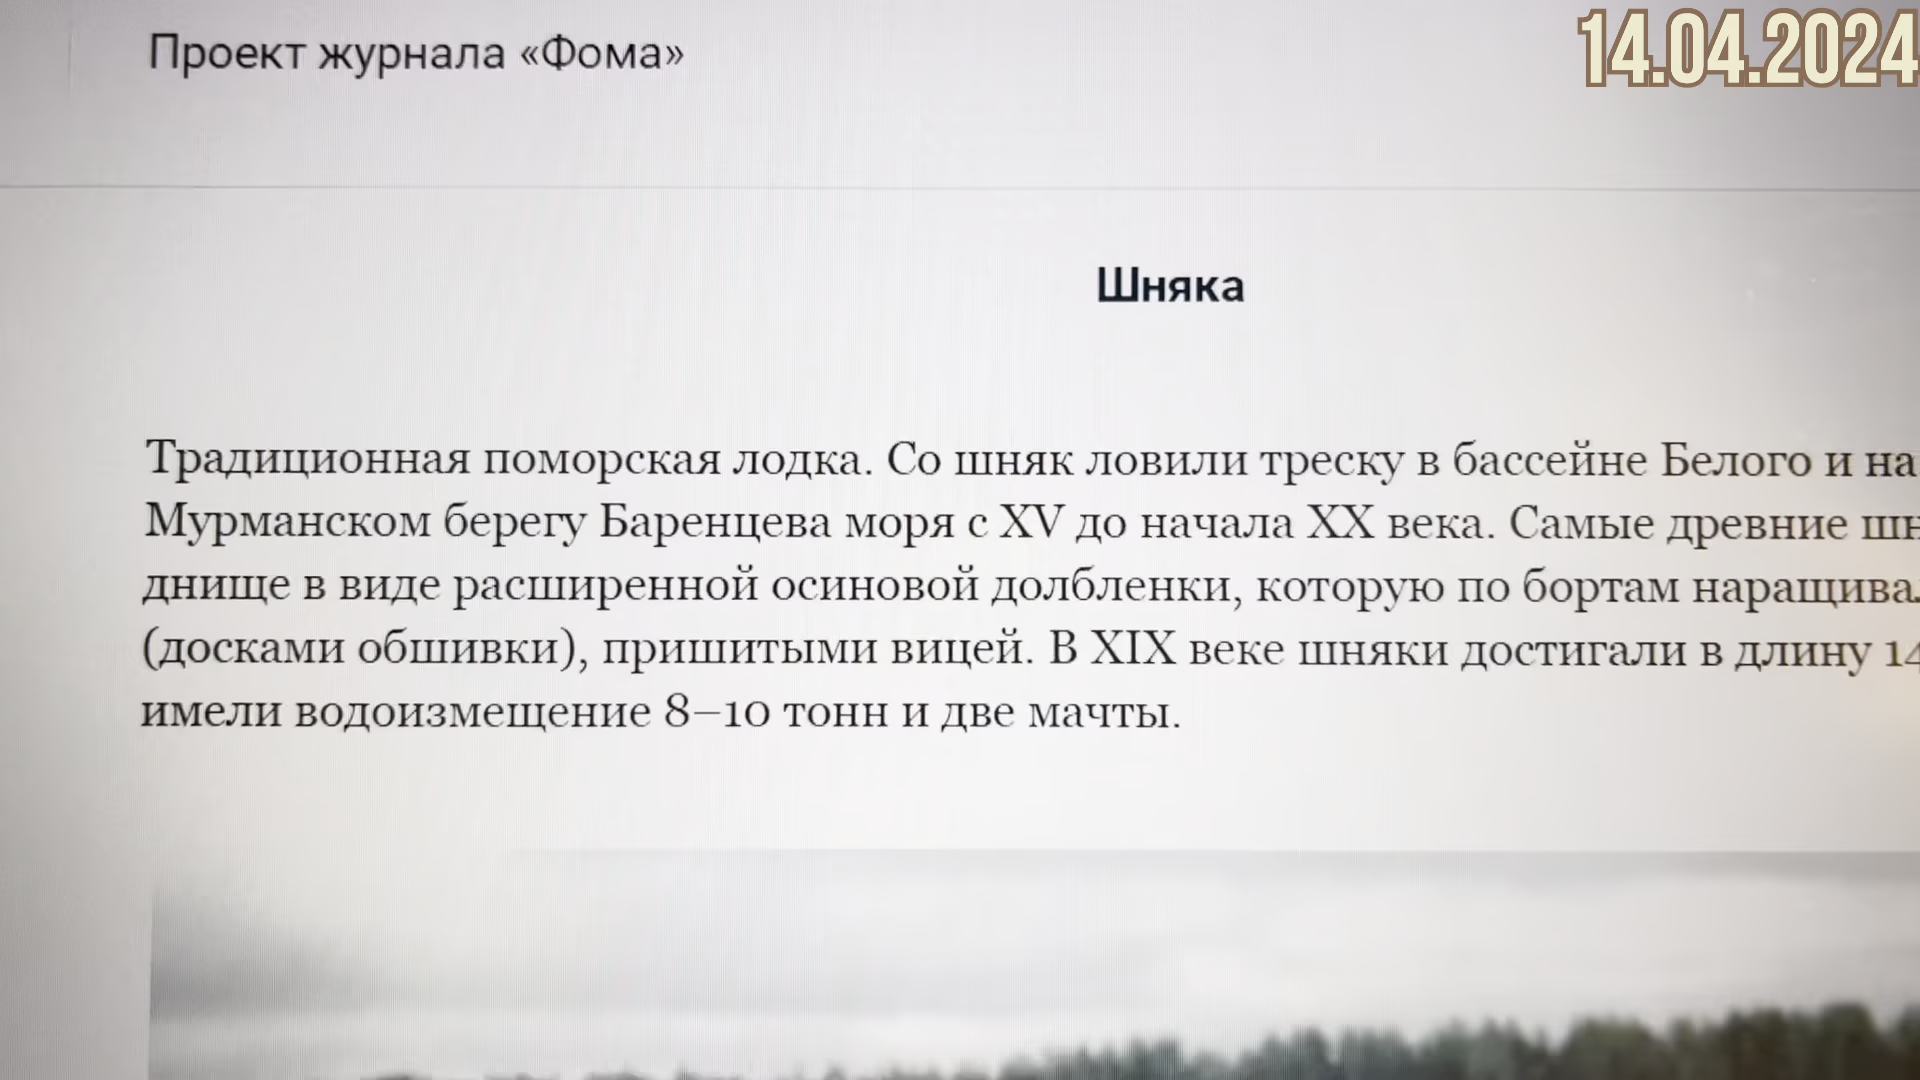 Проект журнала «Фома»
14.04.2024
Шняка
Традиционная поморская лодка. Со шняк ловили треску в бассейне Белого и на
Мурманском берегу Баренцева моря с XV до начала XX века. Самые древние
днище в виде расширенной осиновой долбленки, которую по бортам
(досками обшивки), пришитыми вицей. В XIX веке шняки достигали в длину
имели водоизмещение 8–10 тонн и две мачты.